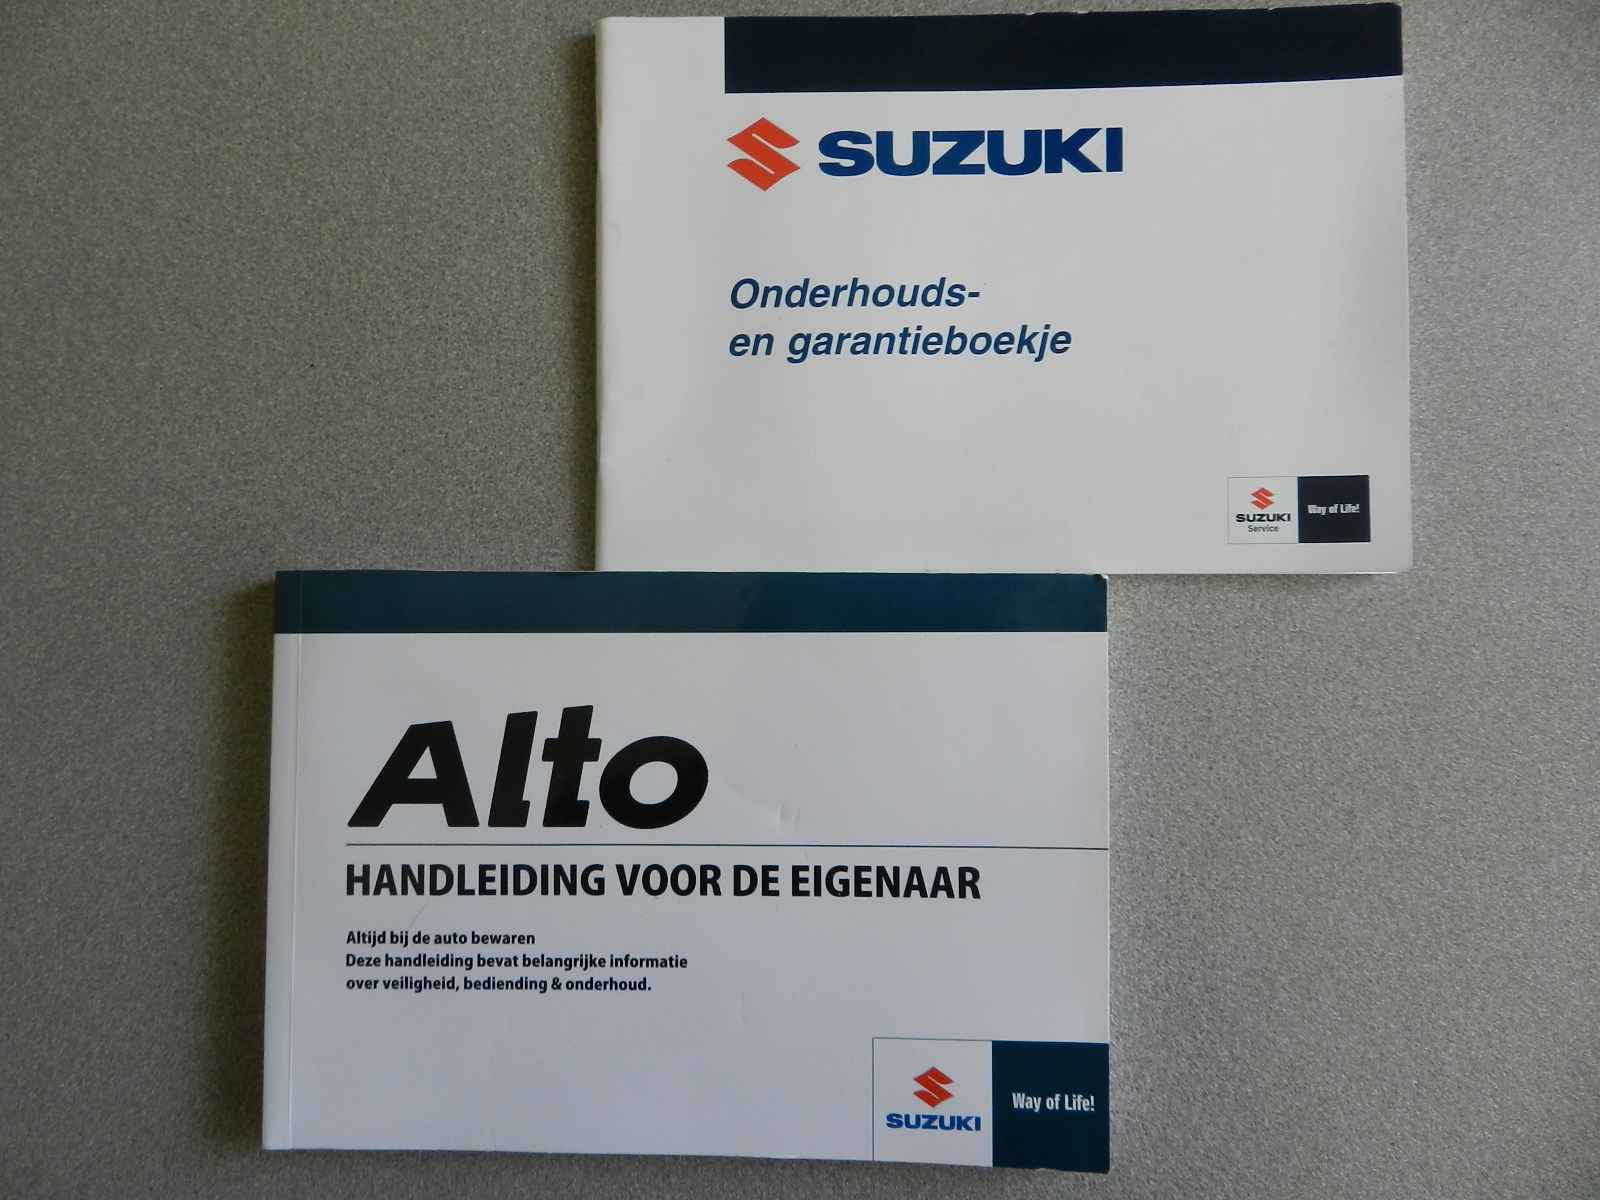 SUZUKI
Onderhouds-
en garantieboekje
SUZUKI
Service
Way of Life!
Alto
HANDLEIDING VOOR DE EIGENAAR
Altijd bij de auto bewaren
Deze handleiding bevat belangrijke informatie
over veiligheid, bediending & onderhoud.
SUZUKI
Way of Life!